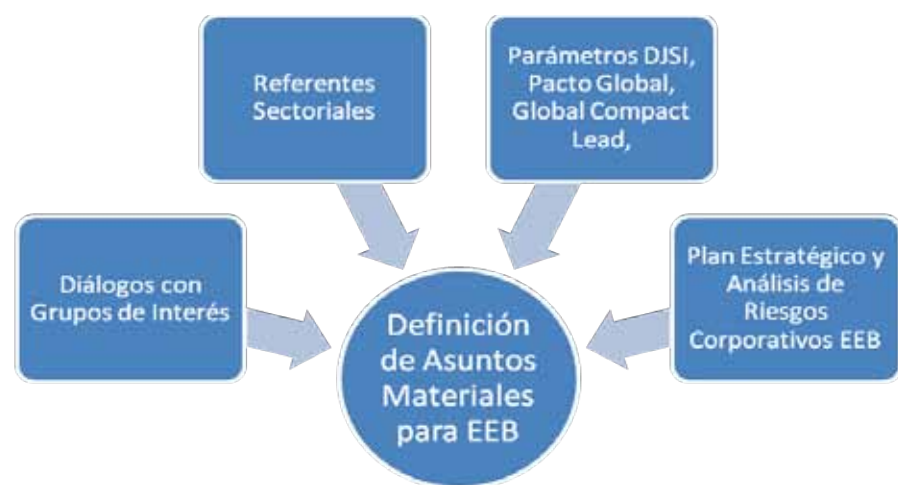 Referentes
Sectoriales
Parámetros DJSI,
Pacto Global,
Global Compact
Lead,
Diálogos con
Grupos de Interés
Plan Estratégico y
Análisis de
Riesgos
Corporativos EEB
Definición
de Asuntos
Materiales
para EEB